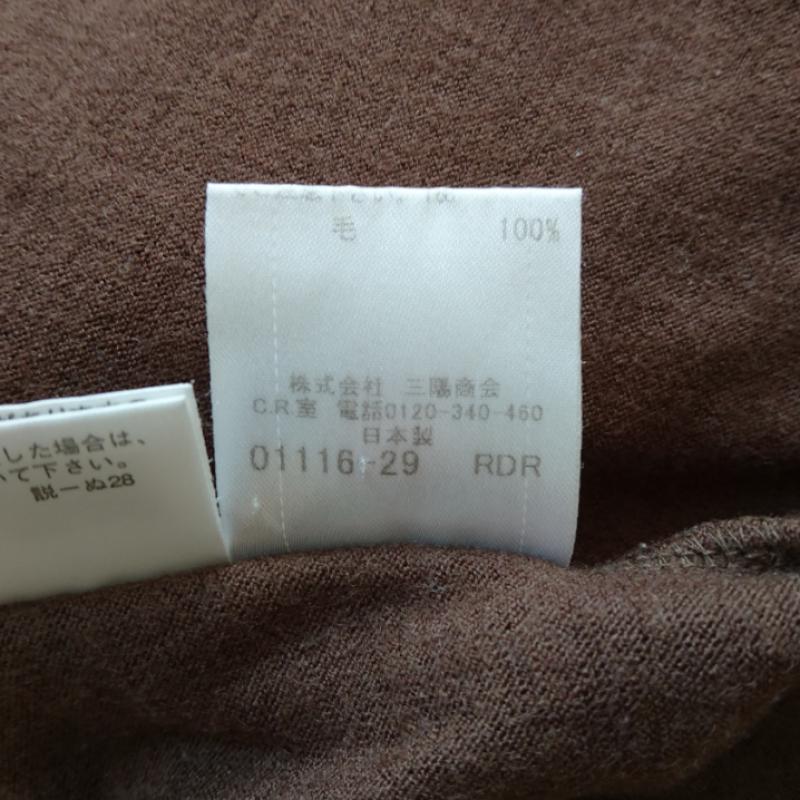 毛 100%
株式会社 三陽商会
C.R.室 電話0120-340-460
日本製
01116-29 RDR
した場合は、
て下さい。
説ーぬ28